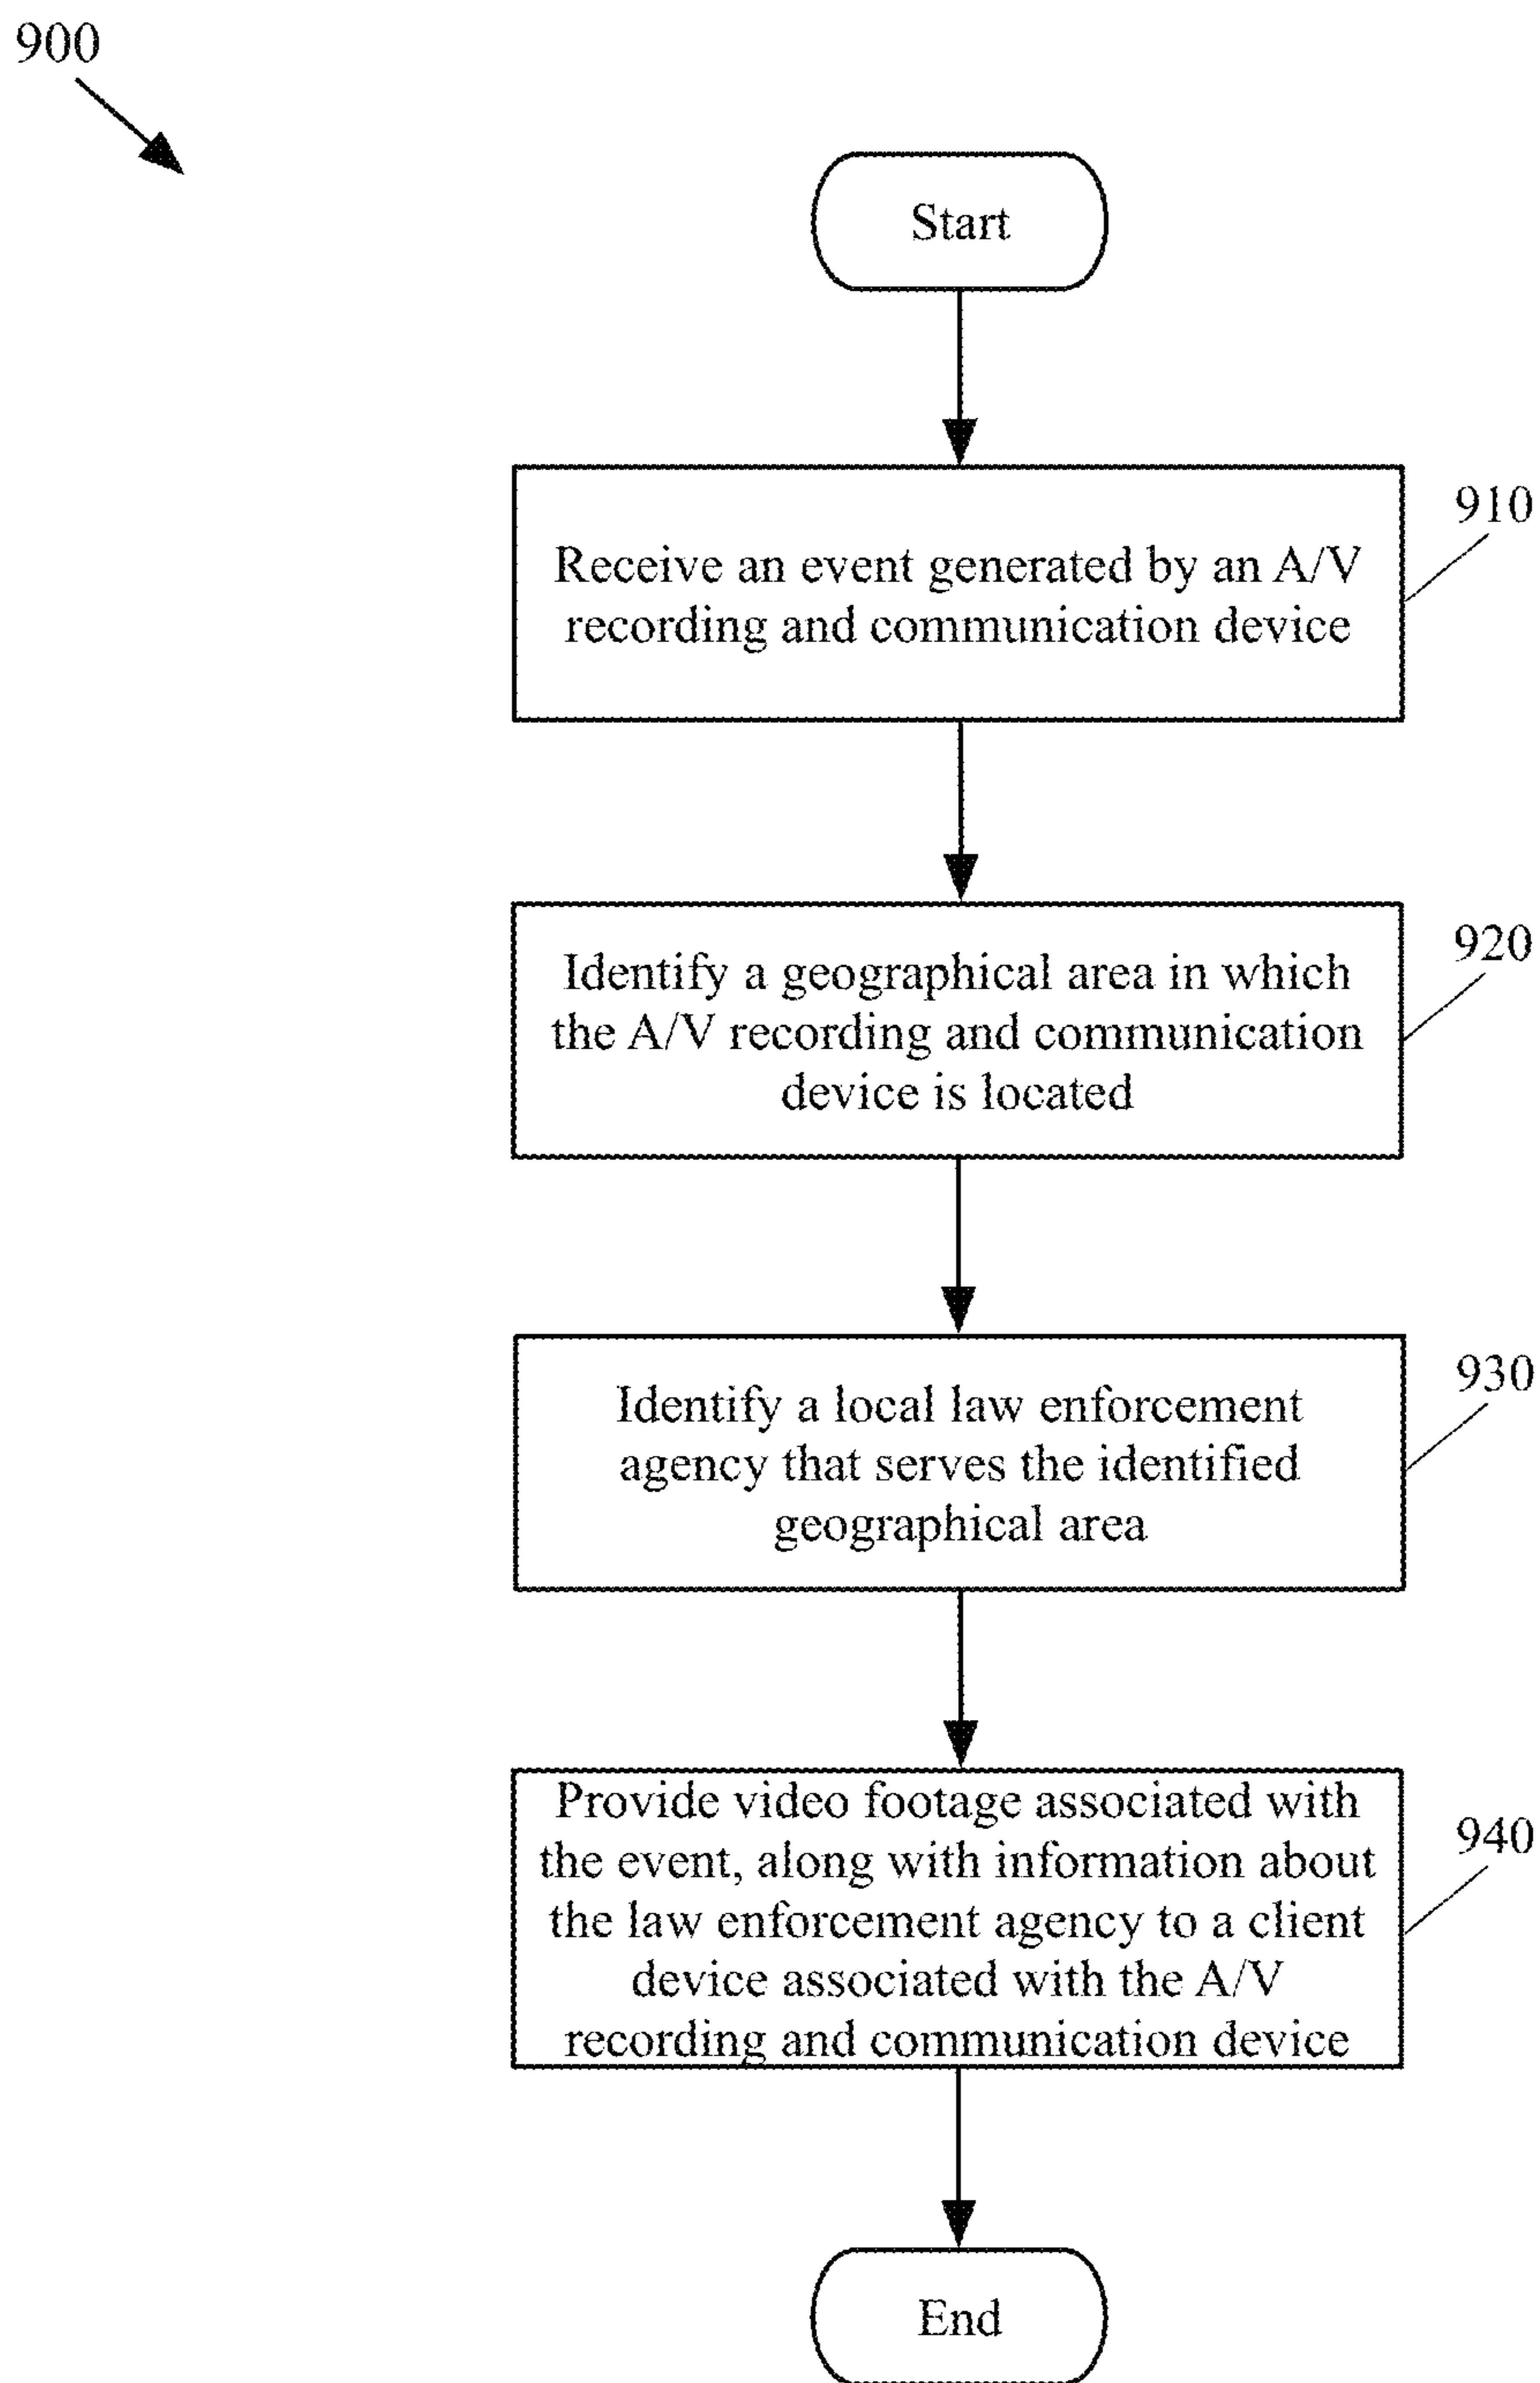 900
Start
Receive an event generated by an A/V
recording and communication device
910
Identify a geographical area in which
the A/V recording and communication
device is located
920
Identify a local law enforcement
agency that serves the identified
geographical area
930
Provide video footage associated with
the event, along with information about
the law enforcement agency to a client
device associated with the A/V
recording and communication device
940
End